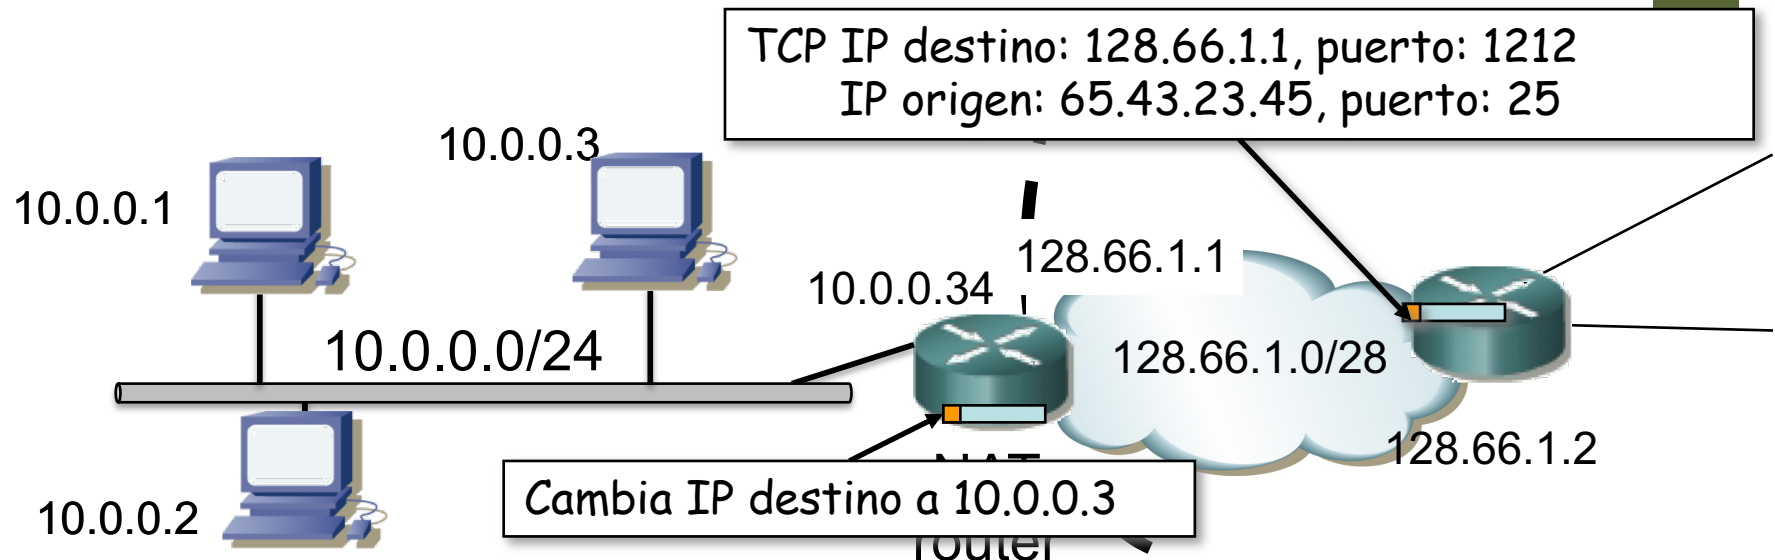 TCP IP destino: 128.66.1.1, puerto: 1212
IP origen: 65.43.23.45, puerto: 25
10.0.0.3
10.0.0.1
128.66.1.1
10.0.0.34
10.0.0.0/24
128.66.1.0/28
128.66.1.2
NAT
Cambia IP destino a 10.0.0.3
10.0.0.2
router